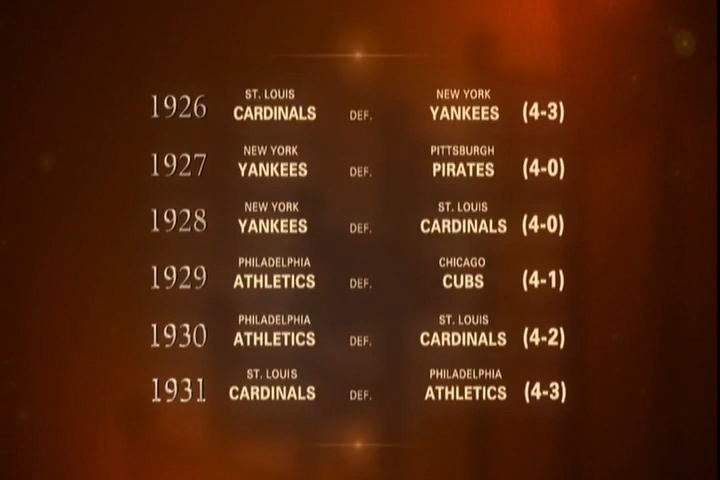 1926 ST. LOUIS CARDINALS DEF. NEW YORK YANKEES (4-3)
1927 NEW YORK YANKEES DEF. PITTSBURGH PIRATES (4-0)
1928 NEW YORK YANKEES DEF. ST. LOUIS CARDINALS (4-0)
1929 PHILADELPHIA ATHLETICS DEF. CHICAGO CUBS (4-1)
1930 PHILADELPHIA ATHLETICS DEF. ST. LOUIS CARDINALS (4-2)
1931 ST. LOUIS CARDINALS DEF. PHILADELPHIA ATHLETICS (4-3)